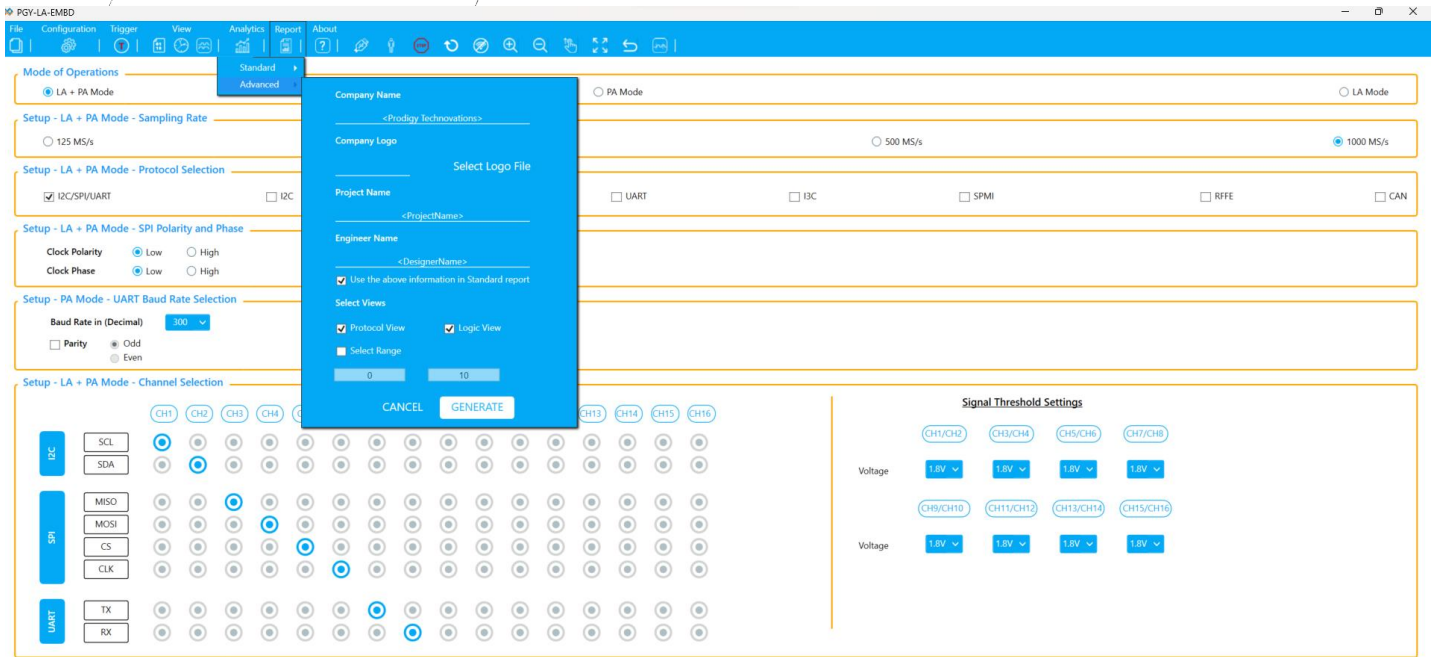 PGY-LA-EMBD
File Configuration Trigger View Analytics Report About
Standard
Advanced
Mode of Operations
LA + PA Mode
PA Mode
LA Mode
Company Name
<Prodigy Technovations>
Company Logo
Select Logo File
Project Name
<ProjectName>
Engineer Name
<DesignerName>
Use the above information in Standard report
Select Views
Protocol View Logic View
Select Range
0 10
CANCEL GENERATE
Setup - LA + PA Mode - Sampling Rate
125 MS/s 500 MS/s 1000 MS/s
Setup - LA + PA Mode - Protocol Selection
I2C/SPI/UART I2C UART I3C SPMI RFFE CAN
Setup - LA + PA Mode - SPI Polarity and Phase
Clock Polarity Low High
Clock Phase Low High
Setup - PA Mode - UART Baud Rate Selection
Baud Rate in (Decimal) 300
Parity Odd
Even
Setup - LA + PA Mode - Channel Selection
CH1 CH2 CH3 CH4 CH13 CH14 CH15 CH16
I2C
SCL
SDA
SPI
MISO
MOSI
CS
CLK
UART
TX
RX
Signal Threshold Settings
CH1/CH2 CH3/CH4 CH5/CH6 CH7/CH8
Voltage 1.8V 1.8V 1.8V 1.8V
CH9/CH10 CH11/CH12 CH13/CH14 CH15/CH16
Voltage 1.8V 1.8V 1.8V 1.8V